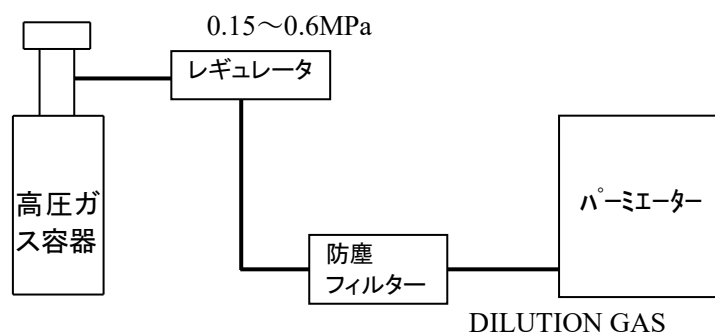 0.15～0.6MPa
レギュレータ
高圧ガ
ス容器
パーミエーター
防塵
フィルター
DILUTION GAS